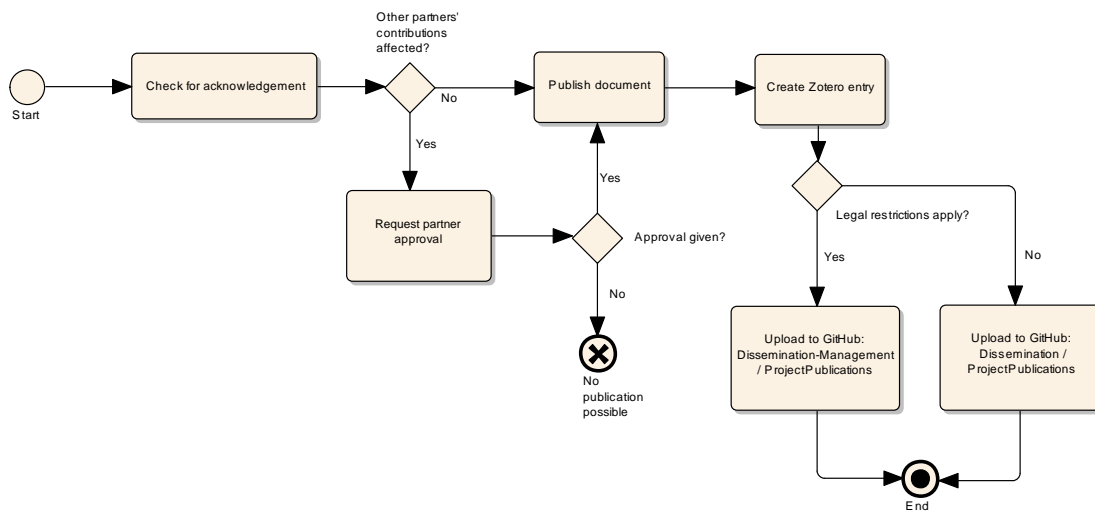 Other partners'
contributions
affected?
Start
Check for acknowledgement
No
Publish document
Create Zotero entry
Yes
Request partner
approval
Yes
Approval given?
No
No
publication
possible
Legal restrictions apply?
Yes
No
Upload to GitHub:
Dissemination-Management
/ ProjectPublications
Upload to GitHub:
Dissemination /
ProjectPublications
End